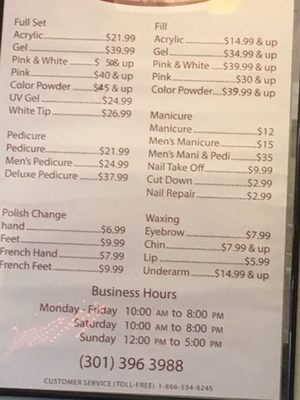 Full Set
Acrylic.......$21.99
Gel.......$39.99
Pink & White.......$ 50& up
Pink.......$40 & up
Color Powder.......$45 & up
UV Gel.......$24.99
White Tip.......$26.99
Pedicure
Pedicure.......$21.99
Men's Pedicure.......$24.99
Deluxe Pedicure.......$37.99
Polish Change
hand.......$6.99
Feet.......$9.99
French Hand.......$7.99
French Feet.......$9.99
Fill
Acrylic.......$14.99 & up
Gel.......$34.99 & up
Pink & White.......$39.99 & up
Pink.......$30 & up
Color Powder....$39.99 & up
Manicure
Manicure.......$12
Men's Manicure.......$15
Men's Mani & Pedi.......$35
Nail Take Off.......$9.99
Cut Down.......$2.99
Nail Repair.......$2.99
Waxing
Eyebrow.......$7.99
Chin.......$7.99 & up
Lip.......$5.99
Underarm.......$14.99 & up
Business Hours
Monday - Friday 10:00 AM to 8:00 PM
Saturday 10:00 AM to 8:00 PM
Sunday 12:00 PM to 5:00 PM
(301) 396 3988
CUSTOMER SERVICE (TOLL-FREE) 1-866-534-6245